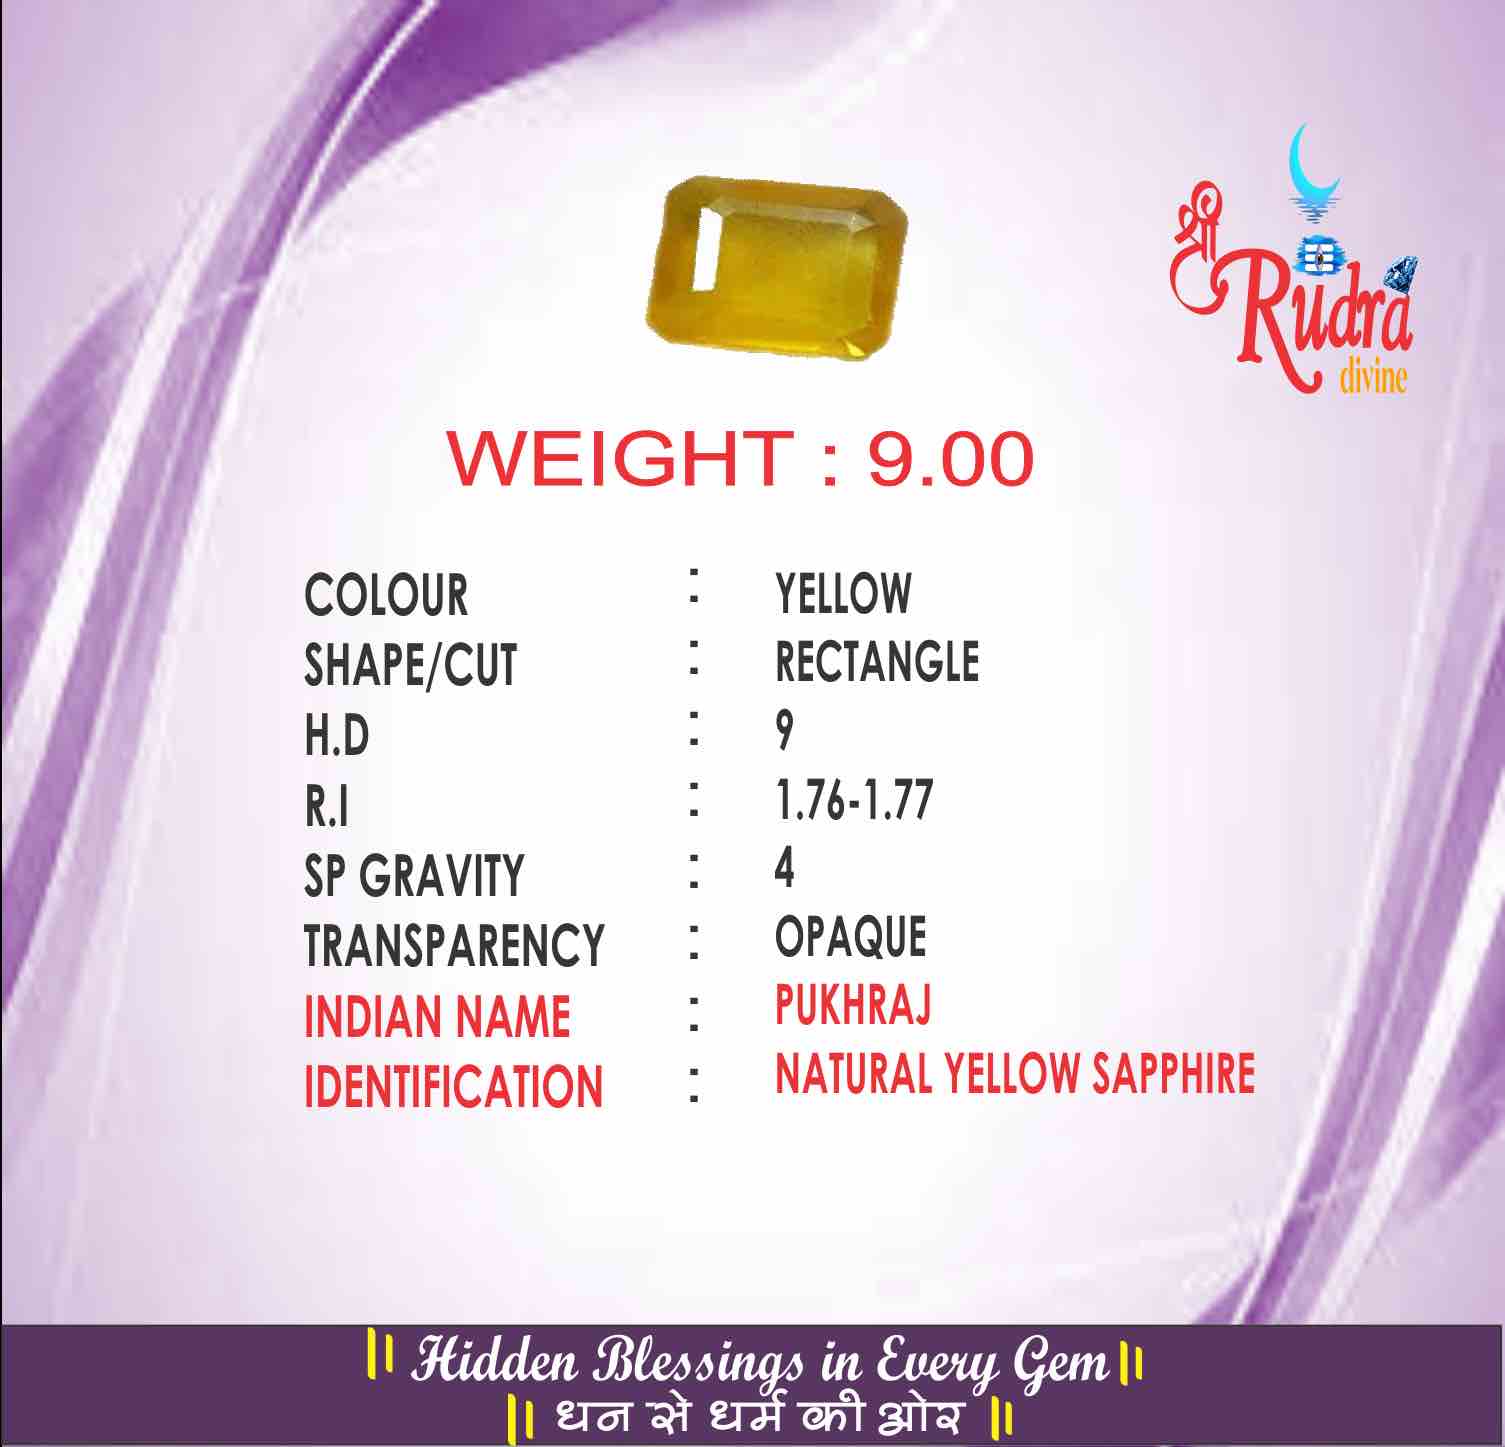 श्री
Rudra
divine
WEIGHT : 9.00
COLOUR : YELLOW
SHAPE/CUT : RECTANGLE
H.D : 9
R.I : 1.76-1.77
SP GRAVITY : 4
TRANSPARENCY : OPAQUE
INDIAN NAME : PUKHRAJ
IDENTIFICATION : NATURAL YELLOW SAPPHIRE
|| Hidden Blessings in Every Gem ||
|| धन से धर्म की ओर ||